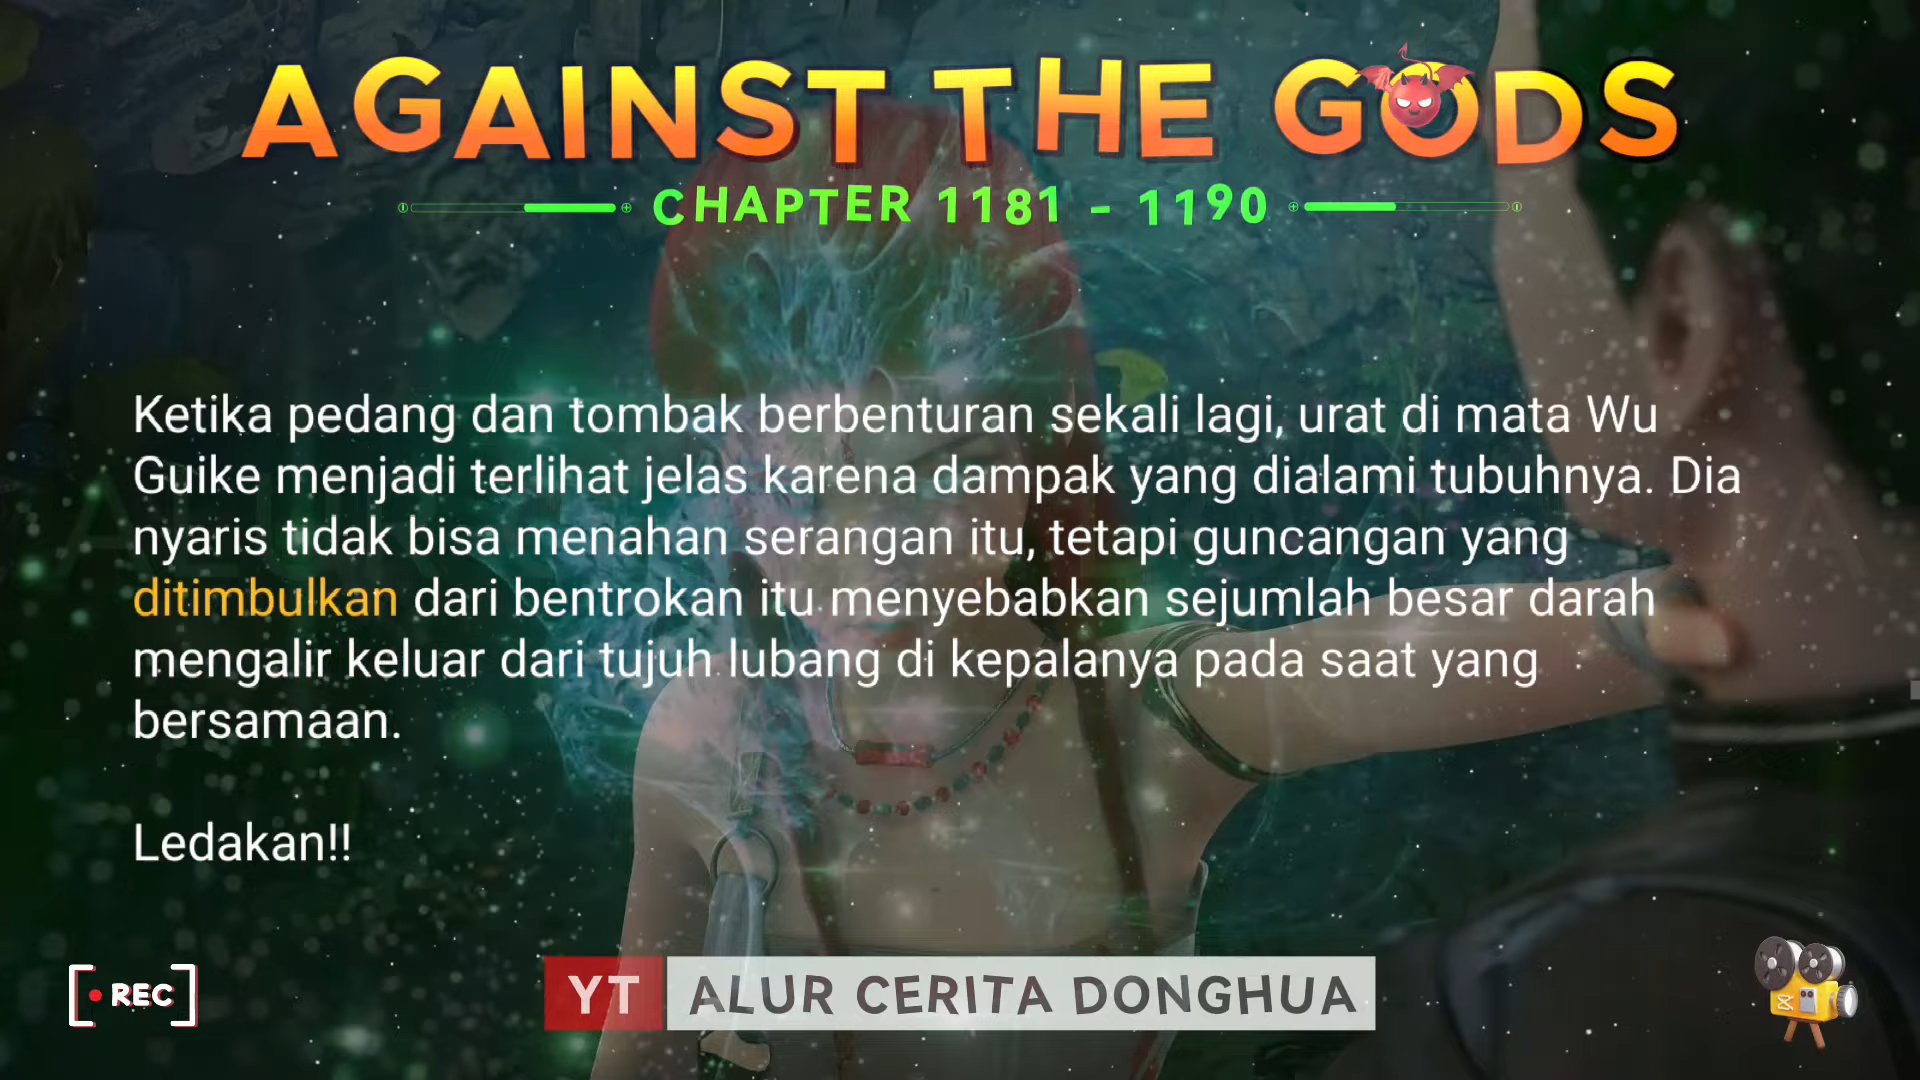 AGAINST THE GODS
CHAPTER 1181 - 1190
Ketika pedang dan tombak berbenturan sekali lagi, urat di mata Wu
Guike menjadi terlihat jelas karena dampak yang dialami tubuhnya. Dia
nyaris tidak bisa menahan serangan itu, tetapi guncangan yang
ditimbulkan dari bentrokan itu menyebabkan sejumlah besar darah
mengalir keluar dari tujuh lubang di kepalanya pada saat yang
bersamaan.
Ledakan!!
REC
YT ALUR CERITA DONGHUA